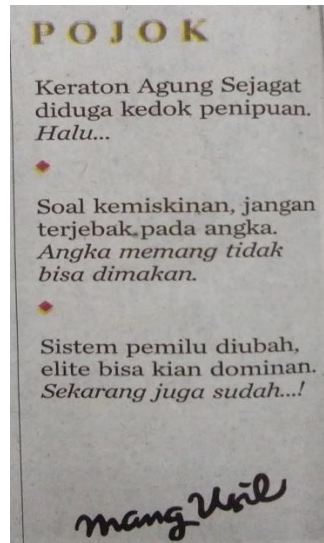 POJOK
Keraton Agung Sejagat
diduga kedok penipuan.
Halu...
Soal kemiskinan, jangan
terjebak pada angka.
Angka memang tidak
bisa dimakan.
Sistem pemilu diubah,
elite bisa kian dominan.
Sekarang juga sudah...!
mang Usil